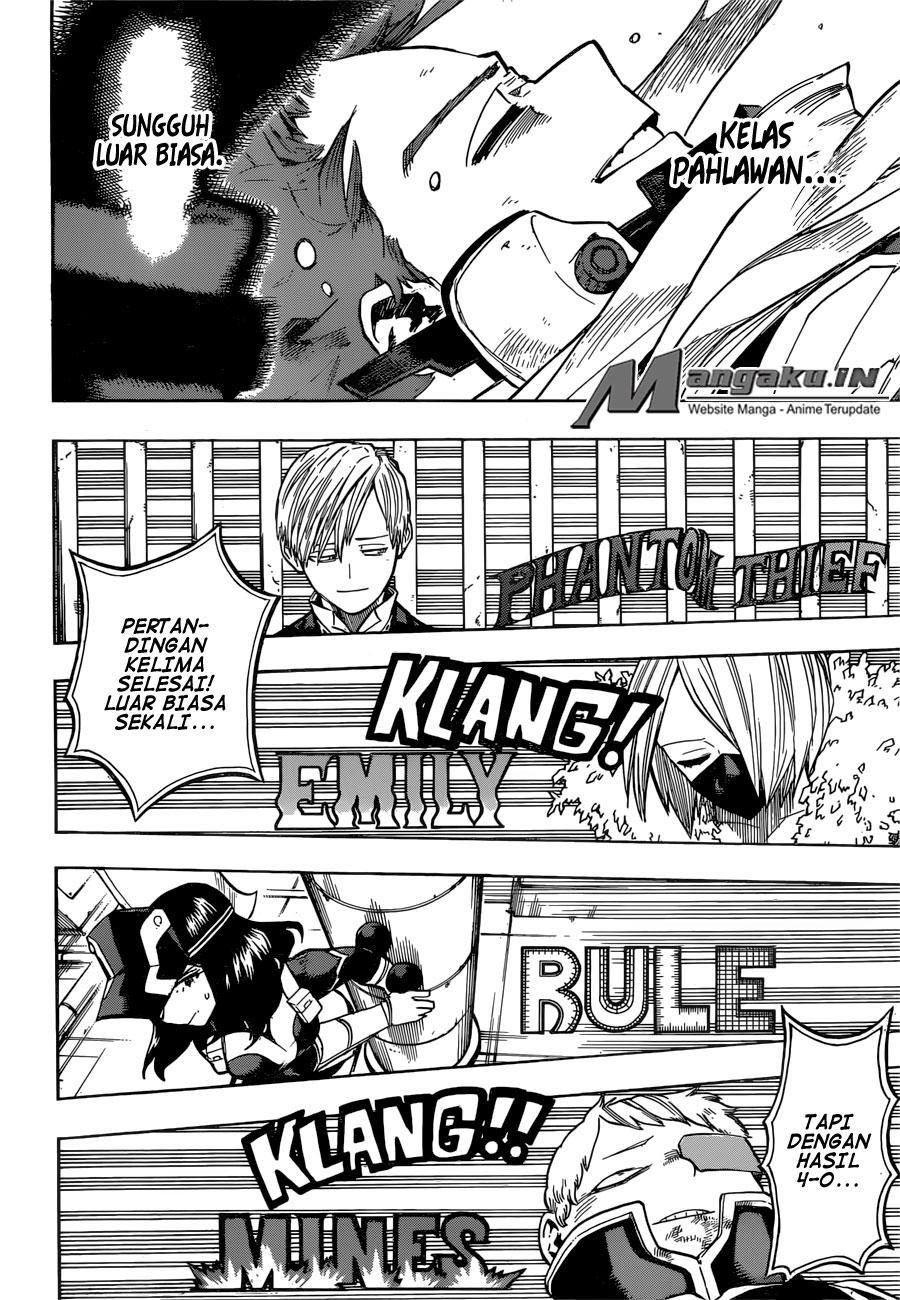 KELAS
PAHLAWAN...
SUNGGUH
LUAR BIASA.
Mangaku.IN
Website Manga - Anime Terupdate
PHANTOM THIEF
PERTAN-
DINGAN
KELIMA
SELESAI!
LUAR BIASA
SEKALI...
KLANG!
EMILY
RULE
TAPI
DENGAN
HASIL
4-0...
KLANG!!
MINES